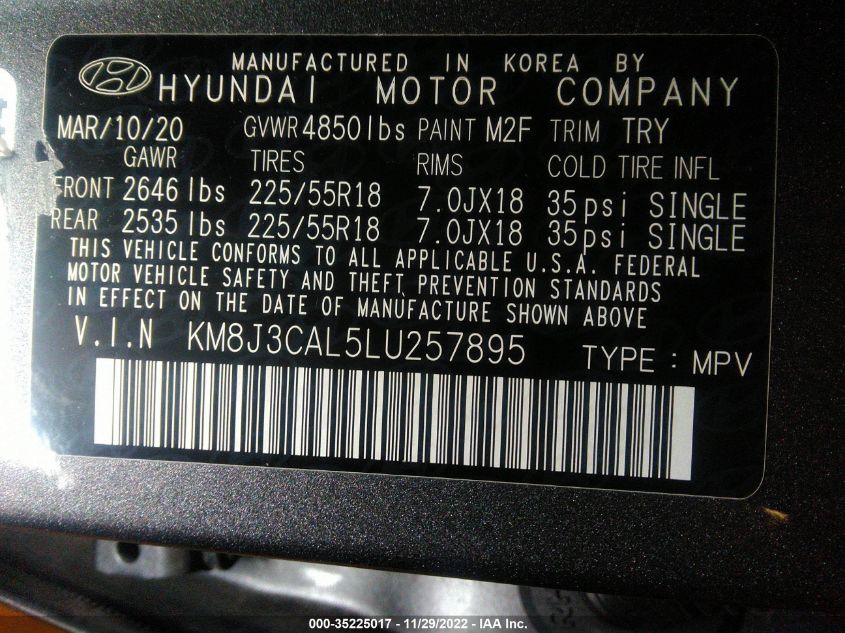 MANUFACTURED IN KOREA BY
HYUNDAI MOTOR COMPANY
MAR/10/20 GVWR 4850 lbs PAINT M2F TRIM TRY
GAWR TIRES RIMS COLD TIRE INFL
FRONT 2646 lbs 225/55R18 7.0JX18 35psi SINGLE
REAR 2535 lbs 225/55R18 7.0JX18 35psi SINGLE
THIS VEHICLE CONFORMS TO ALL APPLICABLE U.S.A. FEDERAL
MOTOR VEHICLE SAFETY AND THEFT PREVENTION STANDARDS
IN EFFECT ON THE DATE OF MANUFACTURE SHOWN ABOVE.
V.I.N KM8J3CAL5LU257895 TYPE : MPV
000-35225017 - 11/29/2022 - IAA Inc.